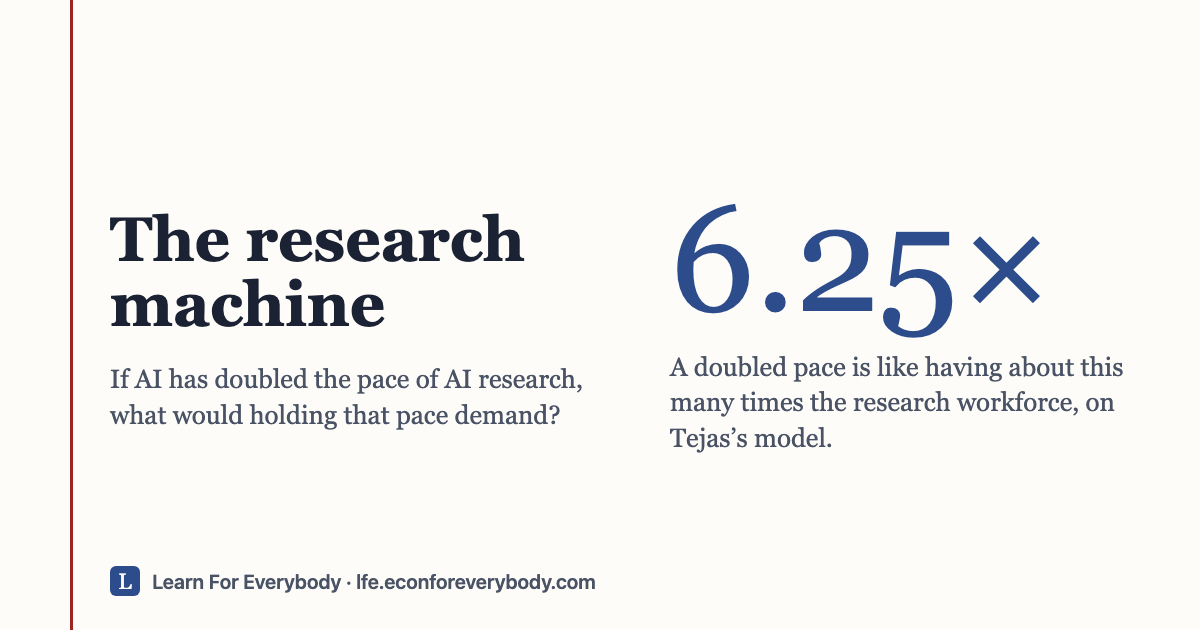 The research
machine
If AI has doubled the pace of AI research,
what would holding that pace demand?
6.25×
A doubled pace is like having about this
many times the research workforce, on
Tejas’s model.
L Learn For Everybody · lfe.econforeverybody.com